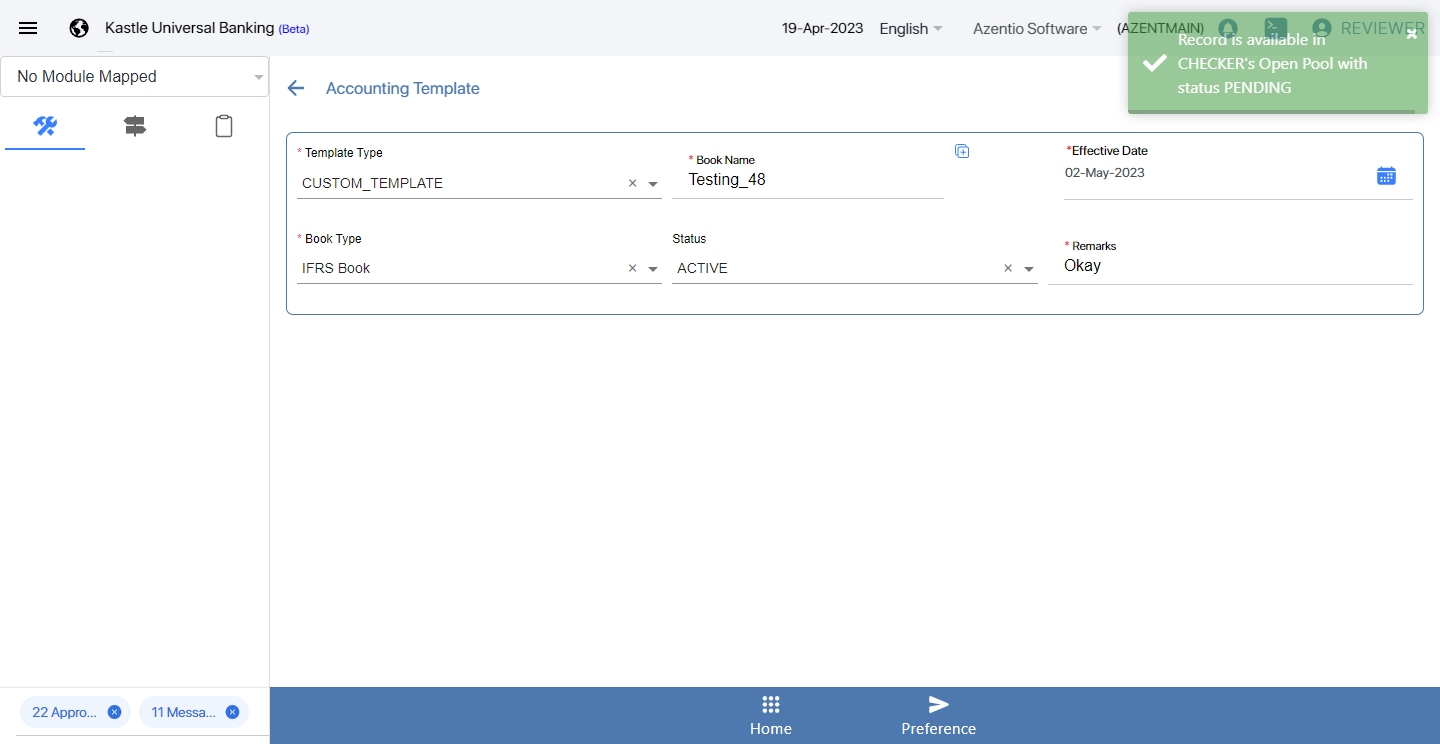 Kastle Universal Banking (Beta)
19-Apr-2023
English
Azentio Software
(AZENTMAIN)
REVIEWER
Record is available in
CHECKER's Open Pool with
status PENDING
No Module Mapped
Accounting Template
* Template Type
CUSTOM_TEMPLATE
* Book Name
Testing_48
*Effective Date
02-May-2023
* Book Type
IFRS Book
Status
ACTIVE
* Remarks
Okay
22 Appro...
11 Messa...
Home
Preference